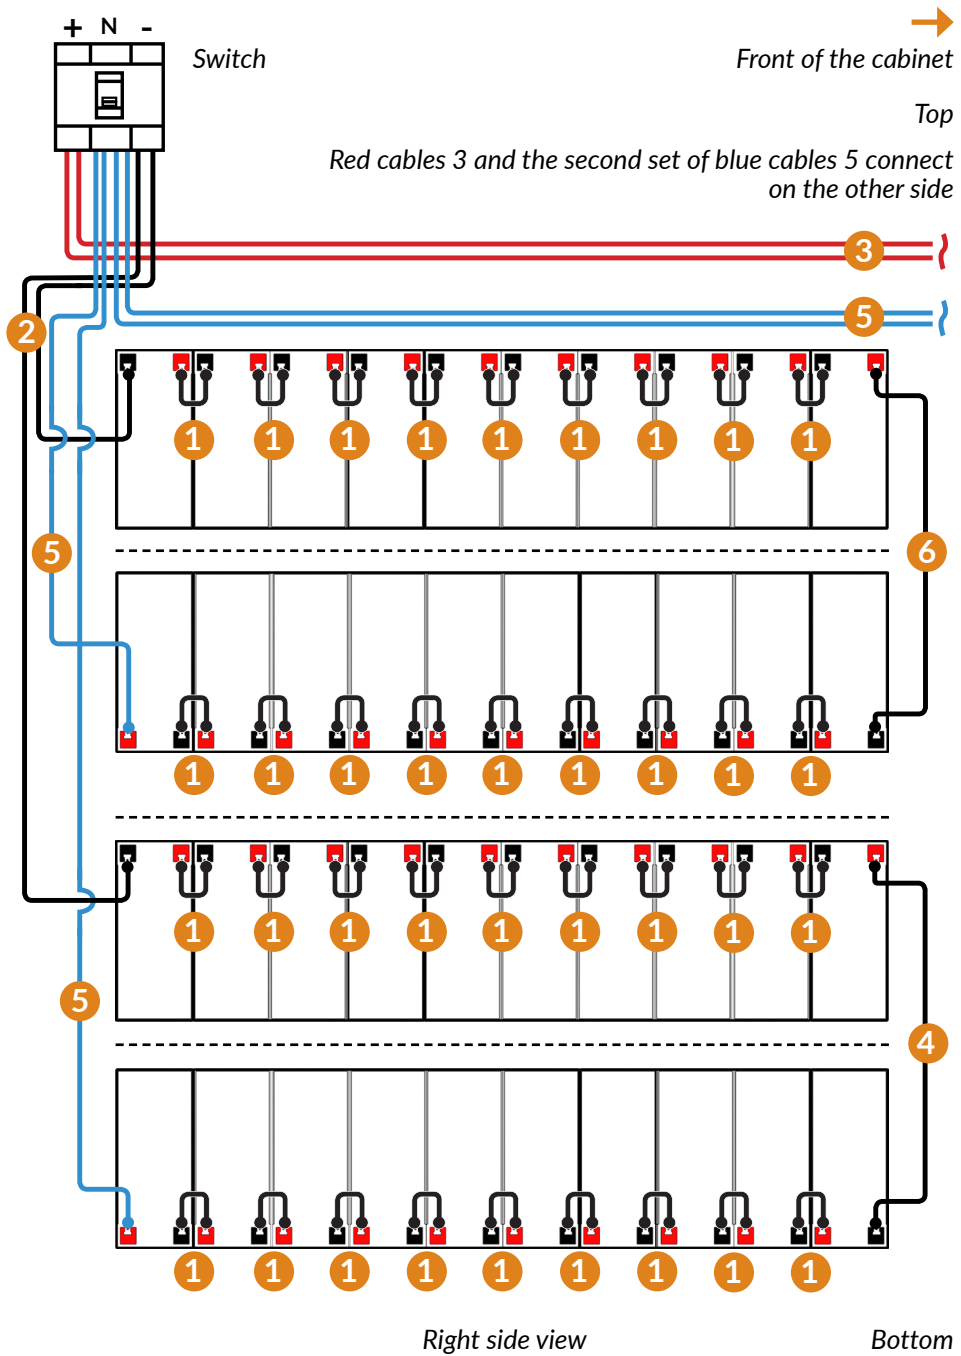 + N -
Switch
Front of the cabinet
Top
Red cables 3 and the second set of blue cables 5 connect
on the other side
3
5
2
1 1 1 1 1 1 1 1 1
5
6
1 1 1 1 1 1 1 1 1
1 1 1 1 1 1 1 1 1
5
4
1 1 1 1 1 1 1 1 1
Right side view
Bottom